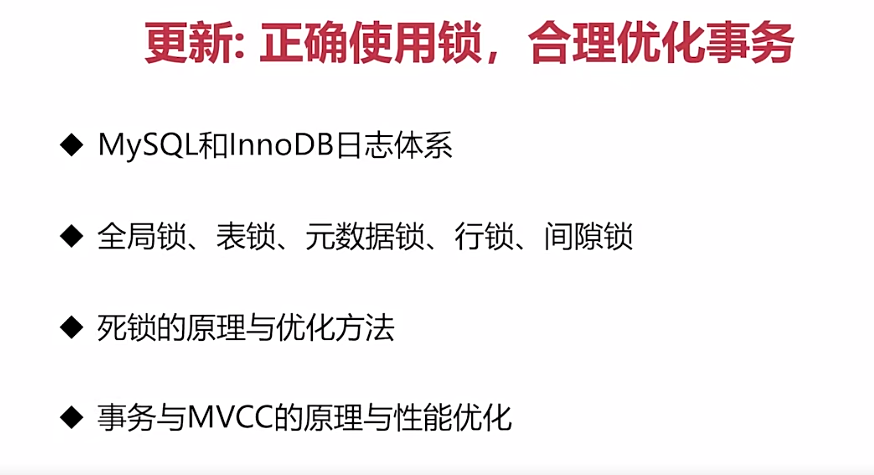 更新: 正确使用锁，合理优化事务
◆ MySQL和InnoDB日志体系
◆ 全局锁、表锁、元数据锁、行锁、间隙锁
◆ 死锁的原理与优化方法
◆ 事务与MVCC的原理与性能优化